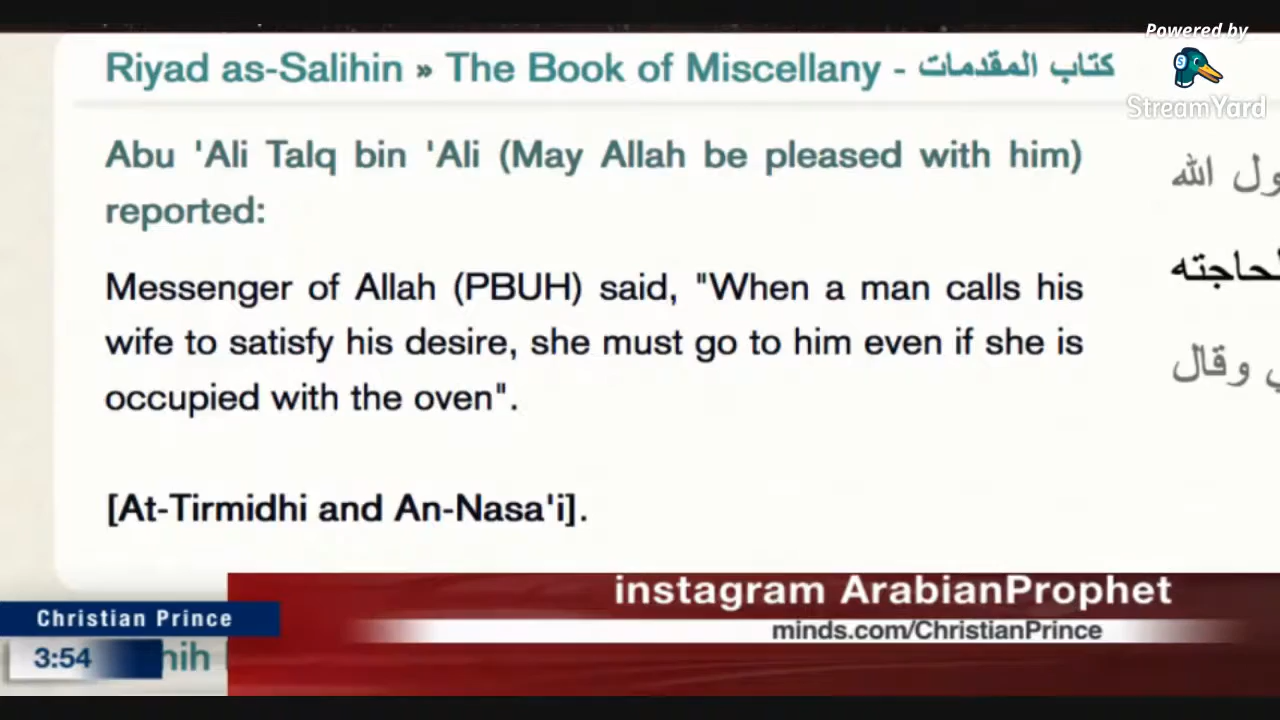 Powered by
StreamYard
Riyad as-Salihin » The Book of Miscellany - كتاب المقدمات
Abu 'Ali Talq bin 'Ali (May Allah be pleased with him)
reported:
Messenger of Allah (PBUH) said, "When a man calls his
wife to satisfy his desire, she must go to him even if she is
occupied with the oven".
[At-Tirmidhi and An-Nasa'i].
الله
لحاجته
وقال
instagram ArabianProphet
Christian Prince
minds.com/ChristianPrince
3:54